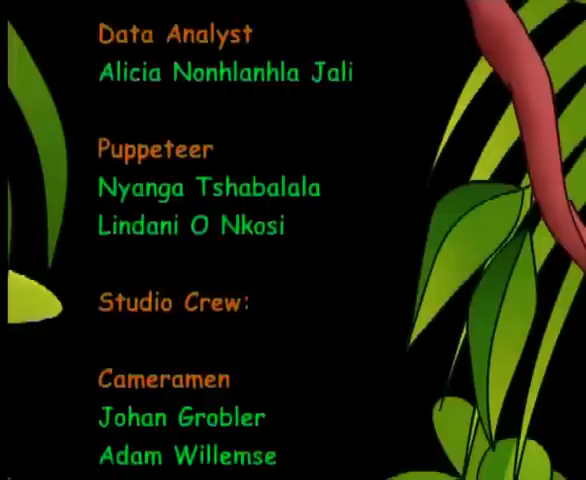 Data Analyst
Alicia Nonhlanhla Jali
Puppeteer
Nyanga Tshabalala
Lindani O Nkosi
Studio Crew:
Cameramen
Johan Grobler
Adam Willemse